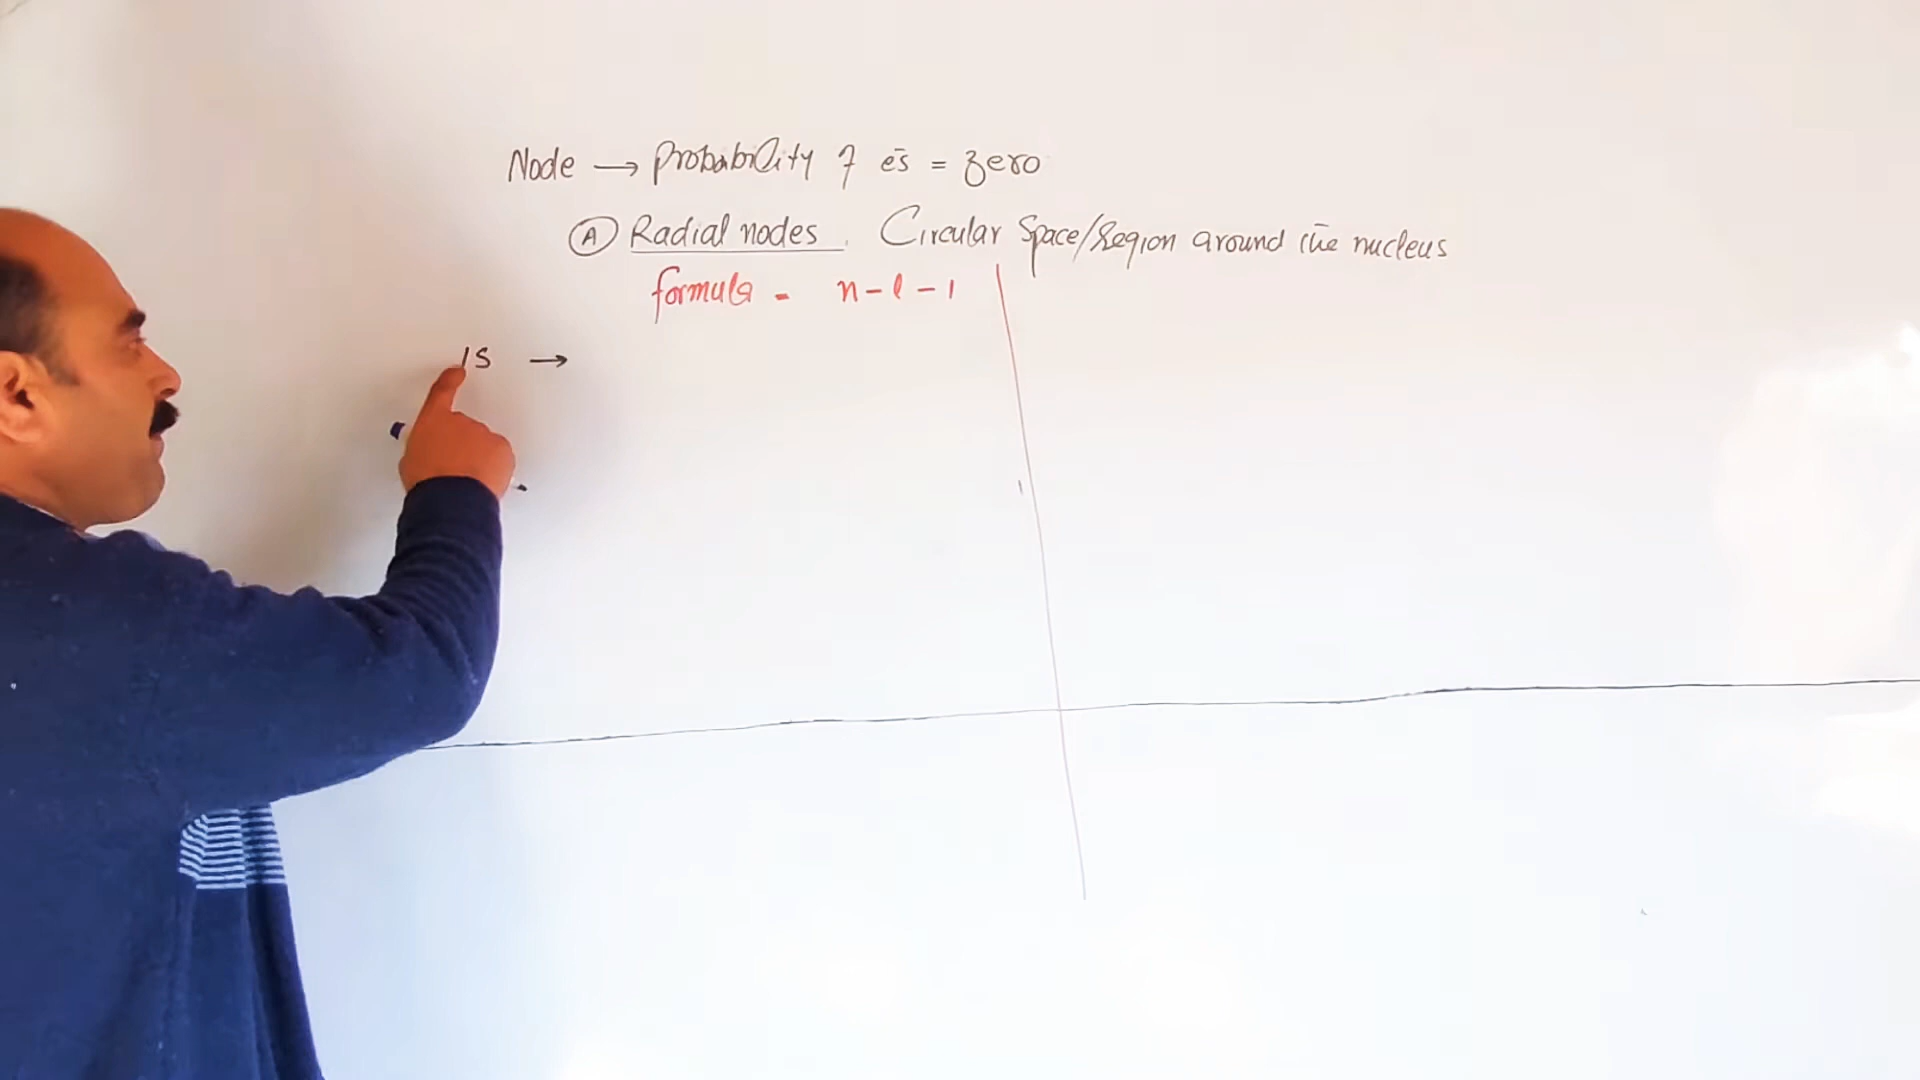 Node → Probability of es = zero
Ⓐ Radial nodes. Circular Space/Region around the nucleus
formula - n - l - 1
1s →